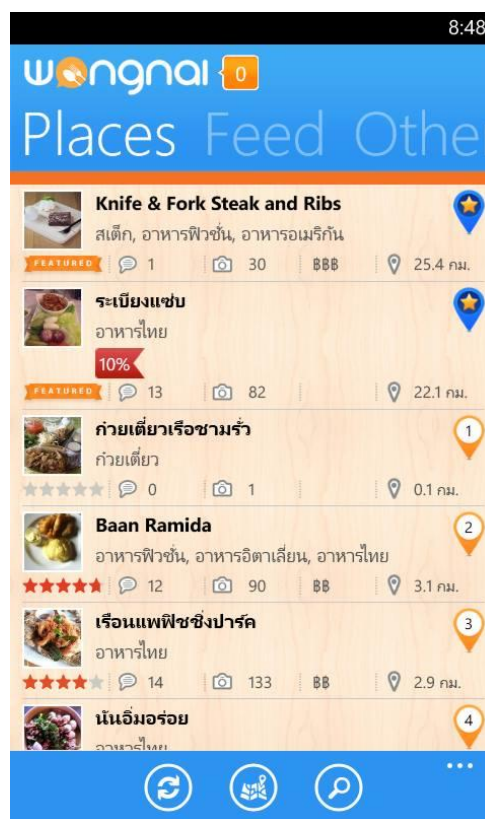 8:48
wongnai 0
Places Feed Othe
Knife & Fork Steak and Ribs
สเต็ก, อาหารฟิวชั่น, อาหารอเมริกัน
FEATURED 1 30 ฿฿฿ 25.4 กม.
ระเบียงแซ่บ
อาหารไทย
10%
FEATURED 13 82 22.1 กม.
ก๋วยเตี๋ยวเรือชามรั่ว
1
ก๋วยเตี๋ยว
0 1 0.1 กม.
Baan Ramida
2
อาหารฟิวชั่น, อาหารอิตาเลี่ยน, อาหารไทย
12 90 ฿฿ 3.1 กม.
เรือนแพฟิชชิ่งปาร์ค
3
อาหารไทย
14 133 ฿฿ 2.9 กม.
นันอิ่มอร่อย
4
อาหารไทย